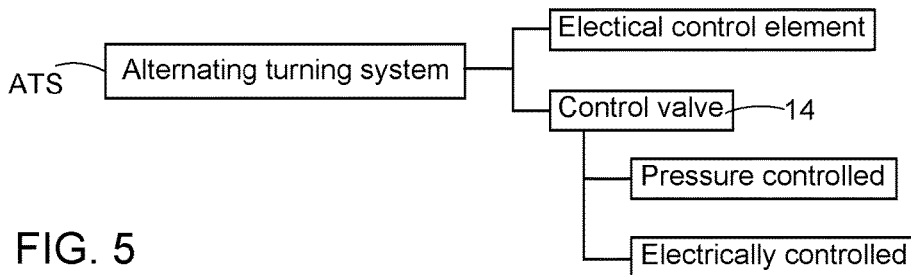 Electical control element
ATS Alternating turning system
Control valve 14
Pressure controlled
Electrically controlled
FIG. 5